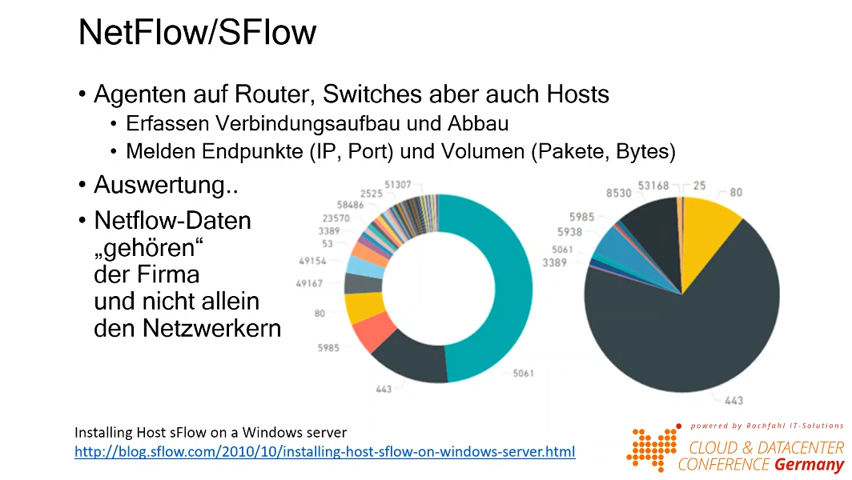 NetFlow/SFlow
• Agenten auf Router, Switches aber auch Hosts
• Erfassen Verbindungsaufbau und Abbau
• Melden Endpunkte (IP, Port) und Volumen (Pakete, Bytes)
• Auswertung..
• Netflow-Daten
„gehören“
der Firma
und nicht allein
den Netzwerkern
51307
2525
58486
23570
3389
53
49154
49167
80
5985
443
5061
53168
25
80
8530
5985
5938
5061
3389
443
Installing Host sFlow on a Windows server
http://blog.sflow.com/2010/10/installing-host-sflow-on-windows-server.html
powered by Rachfahl IT-Solutions
CLOUD & DATACENTER
CONFERENCE Germany